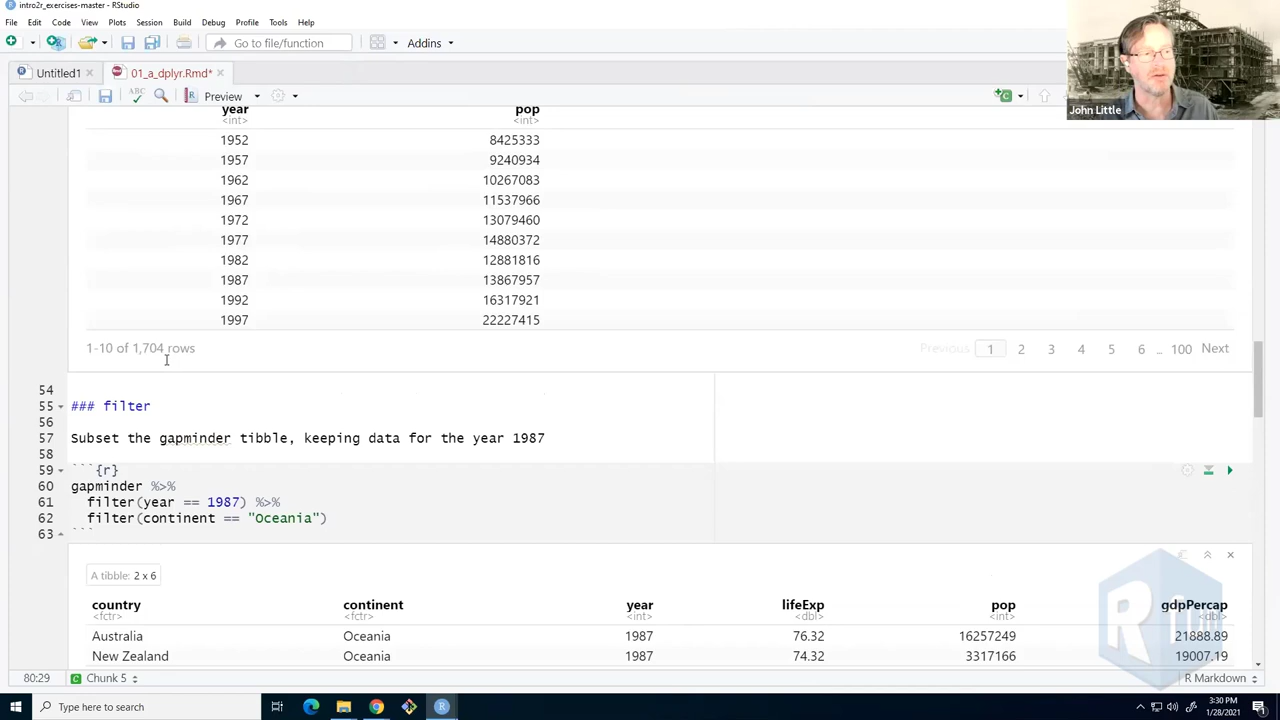 intro2r_exercises-master - RStudio
File Edit Code View Plots Session Build Debug Profile Tools Help
Go to file/function Addins
Untitled1 01_a_dplyr.Rmd*
ABC Preview
John Little
year pop
<int> <int>
1952 8425333
1957 9240934
1962 10267083
1967 11537966
1972 13079460
1977 14880372
1982 12881816
1987 13867957
1992 16317921
1997 22227415
1-10 of 1,704 rows Previous 1 2 3 4 5 6 ... 100 Next
54
55 ### filter
56
57 Subset the gapminder tibble, keeping data for the year 1987
58
59 ```{r}
60 gapminder %>%
61 filter(year == 1987) %>%
62 filter(continent == "Oceania")
63 ```
A tibble: 2 x 6
country continent year lifeExp pop gdpPercap
<fctr> <fctr> <int> <dbl> <int> <dbl>
Australia Oceania 1987 76.32 16257249 21888.89
New Zealand Oceania 1987 74.32 3317166 19007.19
80:29 Chunk 5 R Markdown
Type here to search
3:30 PM
1/28/2021